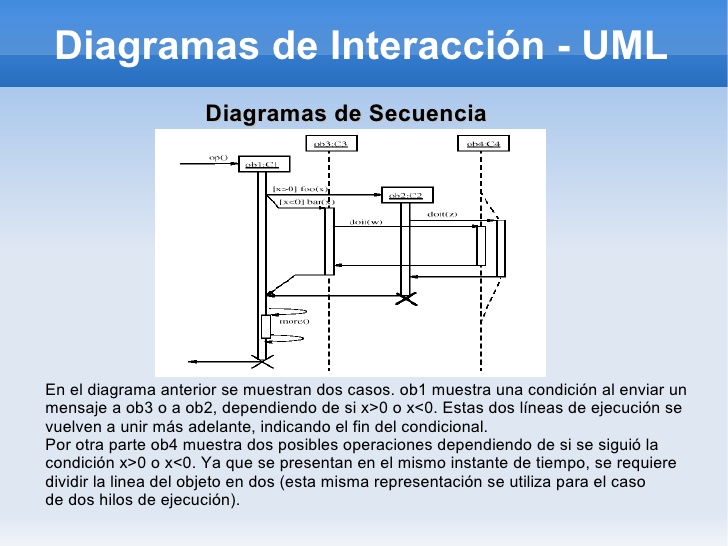 Diagramas de Interacción - UML
Diagramas de Secuencia
ob3:C3
ob4:C4
op()
ob1:C1
[x>0] foo(x)
ob2:C2
[x<0] bar(x)
doit(z)
doit(w)
more()
En el diagrama anterior se muestran dos casos. ob1 muestra una condición al enviar un
mensaje a ob3 o a ob2, dependiendo de si x>0 o x<0. Estas dos líneas de ejecución se
vuelven a unir más adelante, indicando el fin del condicional.
Por otra parte ob4 muestra dos posibles operaciones dependiendo de si se siguió la
condición x>0 o x<0. Ya que se presentan en el mismo instante de tiempo, se requiere
dividir la linea del objeto en dos (esta misma representación se utiliza para el caso
de dos hilos de ejecución).